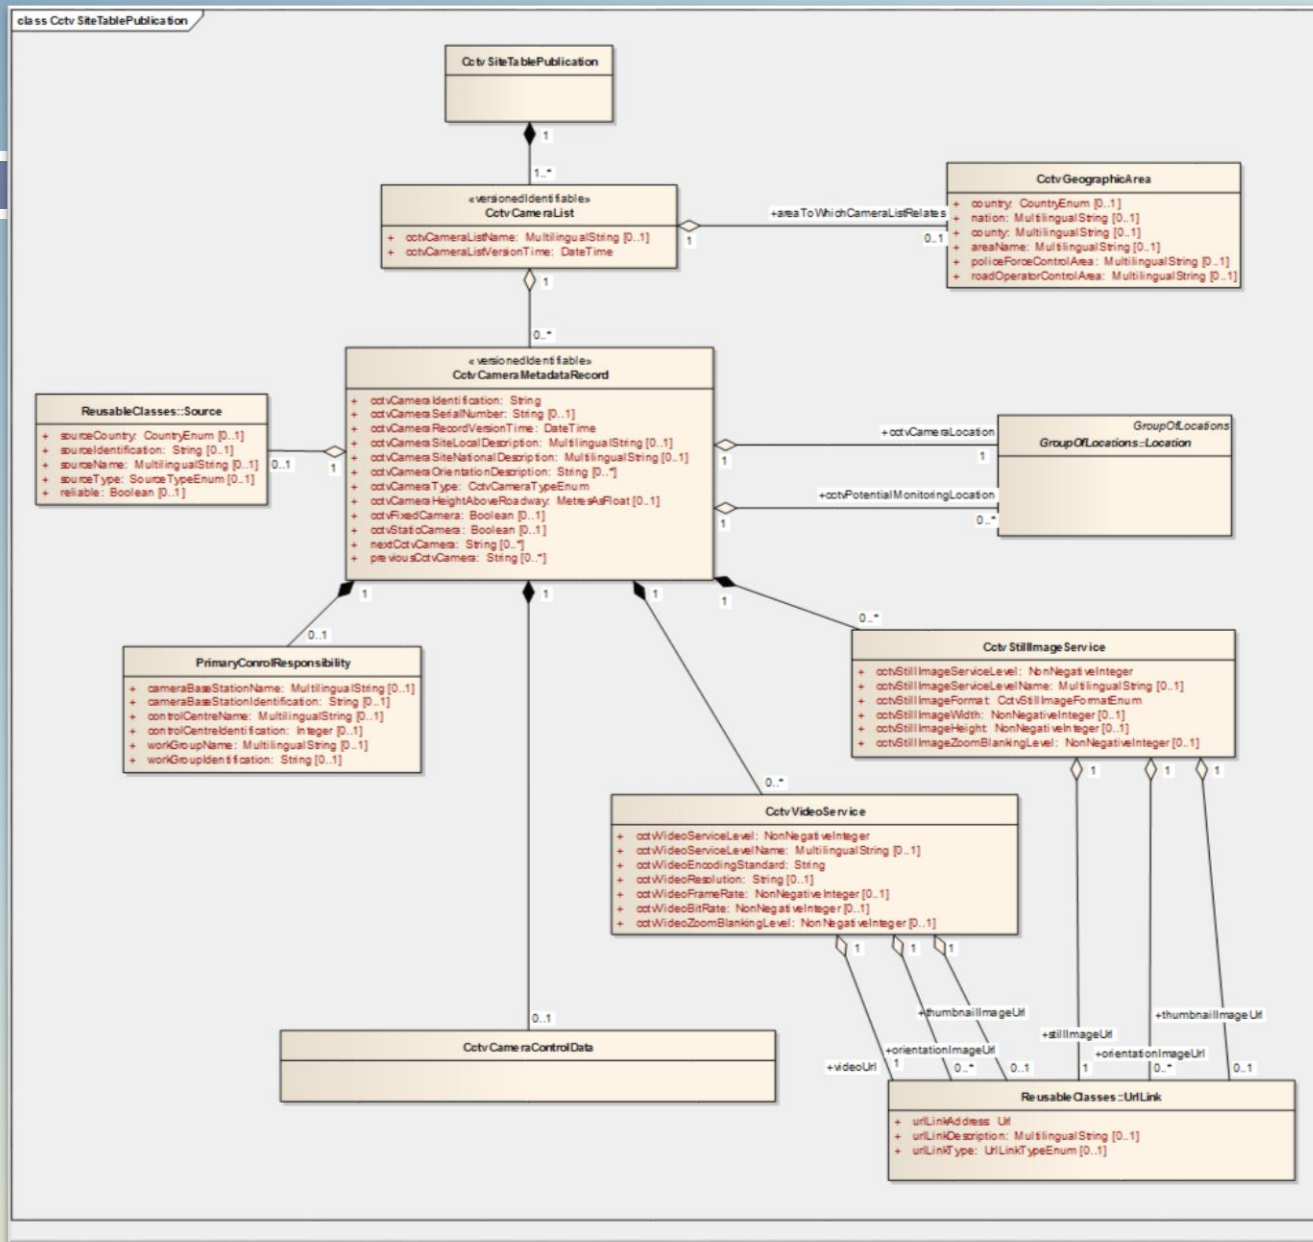 class CctvSiteTablePublication
CctvSiteTablePublication
1
1..*
«versionedIdentifiable»
CctvCameraList
+ cctvCameraListName: MultilingualString [0..1]
+ cctvCameraListVersionTime: DateTime
1
+areaToWhichCameraListRelates
0..1
CctvGeographicArea
+ country: CountryEnum [0..1]
+ nation: MultilingualString [0..1]
+ county: MultilingualString [0..1]
+ areaName: MultilingualString [0..1]
+ policeForceControlArea: MultilingualString [0..1]
+ roadOperatorControlArea: MultilingualString [0..1]
1
0..*
«versionedIdentifiable»
CctvCameraMetadataRecord
+ cctvCameraIdentification: String
+ cctvCameraSerialNumber: String [0..1]
+ cctvCameraRecordVersionTime: DateTime
+ cctvCameraSiteLocalDescription: MultilingualString [0..1]
+ cctvCameraSiteNationalDescription: MultilingualString [0..1]
+ cctvCameraOrientationDescription: String [0..*]
+ cctvCameraType: CctvCameraTypeEnum
+ cctvCameraHeightAboveRoadway: MetresAsFloat [0..1]
+ cctvFixedCamera: Boolean [0..1]
+ cctvStaticCamera: Boolean [0..1]
+ nextCctvCamera: String [0..*]
+ previousCctvCamera: String [0..*]
ReusableClasses::Source
+ sourceCountry: CountryEnum [0..1]
+ sourceIdentification: String [0..1]
+ sourceName: MultilingualString [0..1]
+ sourceType: SourceTypeEnum [0..1]
+ reliable: Boolean [0..1]
0..1
1
+cctvCameraLocation
1
1
+cctvPotentialMonitoringLocation
1
0..*
GroupOfLocations
GroupOfLocations::Location
1
0..1
1
1
1
0..*
PrimaryConrolResponsibility
+ cameraBaseStationName: MultilingualString [0..1]
+ cameraBaseStationIdentification: String [0..1]
+ controlCentreName: MultilingualString [0..1]
+ controlCentreIdentification: Integer [0..1]
+ workGroupName: MultilingualString [0..1]
+ workGroupIdentification: String [0..1]
CctvStillImageService
+ cctvStillImageServiceLevel: NonNegativeInteger
+ cctvStillImageServiceLevelName: MultilingualString [0..1]
+ cctvStillImageFormat: CctvStillImageFormatEnum
+ cctvStillImageWidth: NonNegativeInteger [0..1]
+ cctvStillImageHeight: NonNegativeInteger [0..1]
+ cctvStillImageZoomBlankingLevel: NonNegativeInteger [0..1]
1
1
1
0..*
CctvVideoService
+ cctvVideoServiceLevel: NonNegativeInteger
+ cctvVideoServiceLevelName: MultilingualString [0..1]
+ cctvVideoEncodingStandard: String
+ cctvVideoResolution: String [0..1]
+ cctvVideoFrameRate: NonNegativeInteger [0..1]
+ cctvVideoBitRate: NonNegativeInteger [0..1]
+ cctvVideoZoomBlankingLevel: NonNegativeInteger [0..1]
1
1
1
0..1
CctvCameraControlData
+thumbnailImageUrl
+orientationImageUrl
+videoUrl
1
0..*
0..1
+thumbnailImageUrl
+stillImageUrl
+orientationImageUrl
1
0..*
0..1
ReusableClasses::UrlLink
+ urlLinkAddress: Url
+ urlLinkDescription: MultilingualString [0..1]
+ urlLinkType: UrlLinkTypeEnum [0..1]